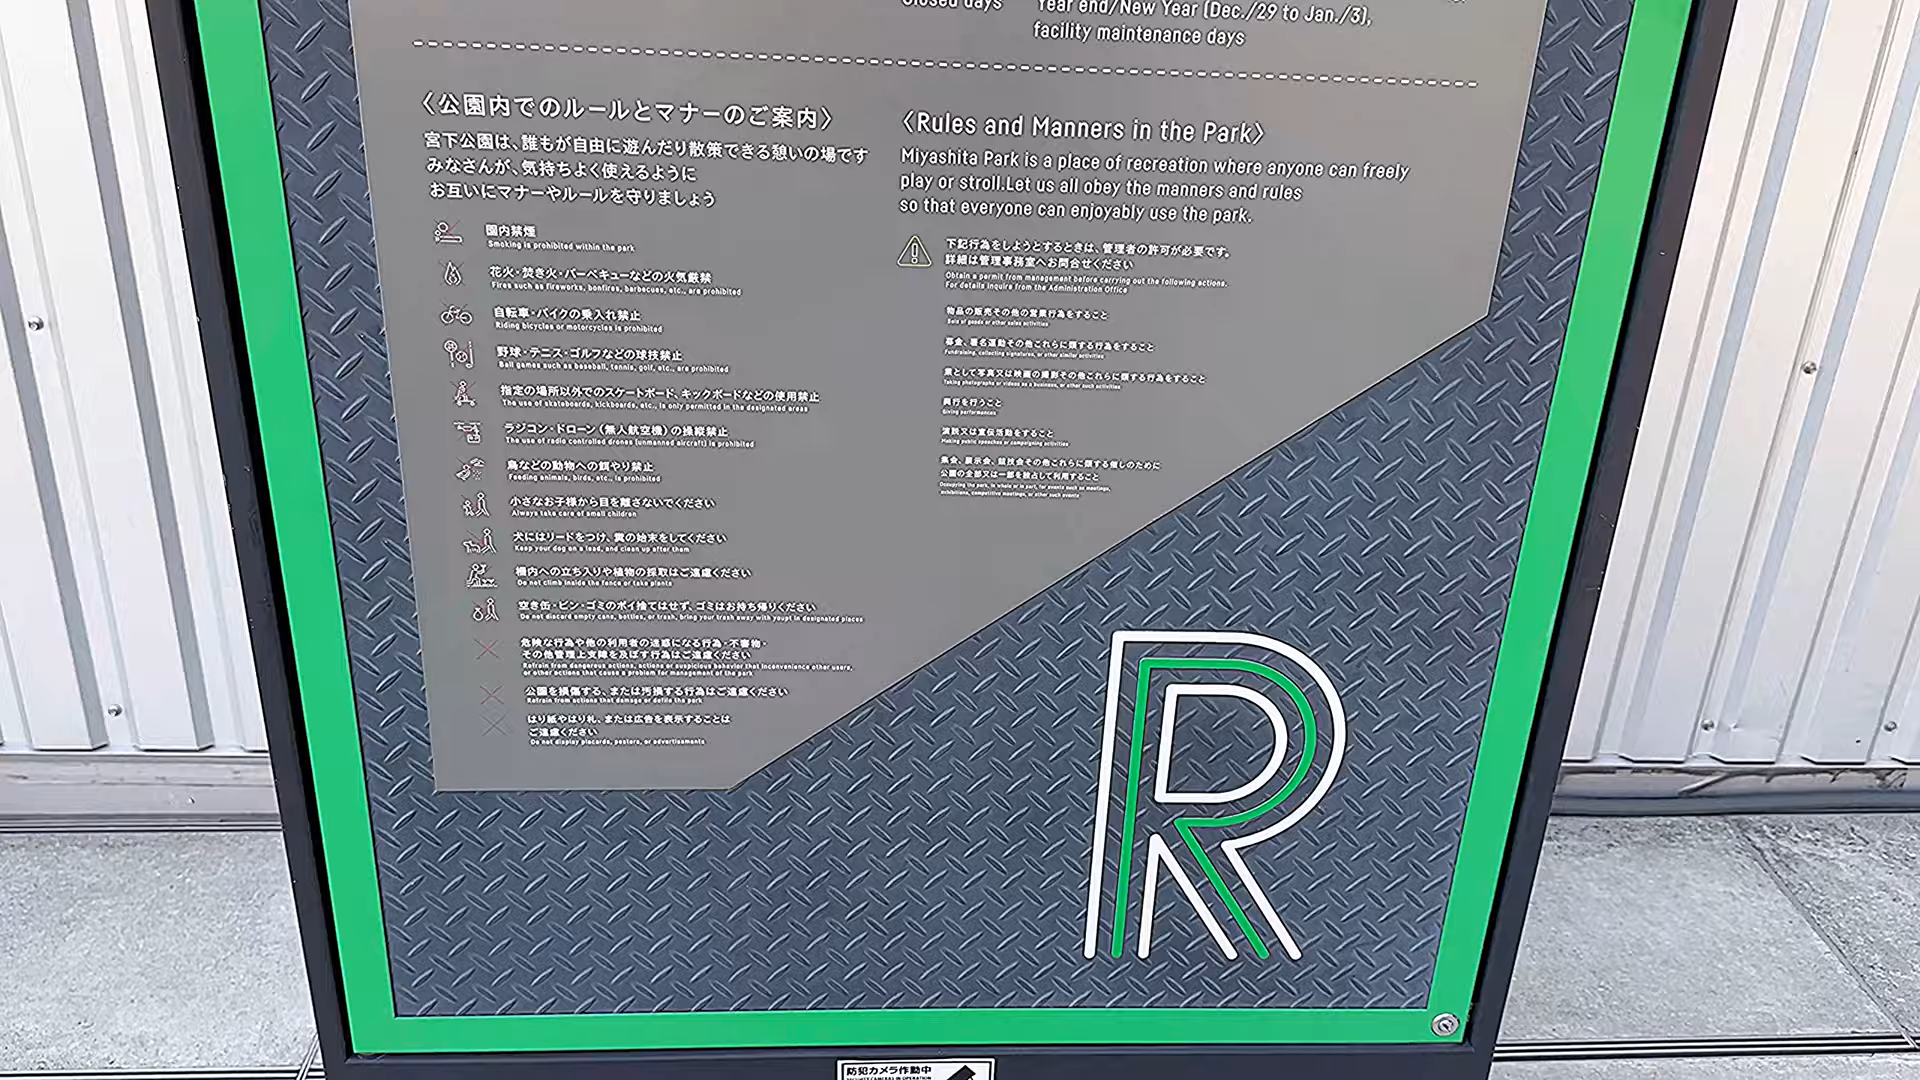 Closed days
Year end/New Year (Dec./29 to Jan./3),
facility maintenance days
〈公園内でのルールとマナーのご案内〉
宮下公園は、誰もが自由に遊んだり散策できる憩いの場です
みなさんが、気持ちよく使えるように
お互いにマナーやルールを守りましょう
園内禁煙
Smoking is prohibited within the park
花火・焚き火・バーベキューなどの火気厳禁
Fires such as fireworks, bonfires, barbecues, etc., are prohibited
自転車・バイクの乗入れ禁止
Riding bicycles or motorcycles is prohibited
野球・テニス・ゴルフなどの球技禁止
Ball games such as baseball, tennis, golf, etc., are prohibited
指定の場所以外でのスケートボード、キックボードなどの使用禁止
The use of skateboards, kickboards, etc., is only permitted in the designated areas
ラジコン・ドローン(無人航空機)の操縦禁止
The use of radio controlled drones (unmanned aircraft) is prohibited
鳥などの動物への餌やり禁止
Feeding animals, birds, etc., is prohibited
小さなお子様から目を離さないでください
Always take care of small children
犬にはリードをつけ、糞の始末をしてください
Keep your dog on a lead, and clean up after them
柵内への立ち入りや植物の採取はご遠慮ください
Do not climb inside the fence or take plants
空き缶・ビン・ゴミのポイ捨てはせず、ゴミはお持ち帰りください
Do not discard empty cans, bottles, or trash, bring your trash away with youpt in designated places
危険な行為や他の利用者の迷惑になる行為・不審物・
その他管理上支障を及ぼす行為はご遠慮ください
Refrain from dangerous actions, actions or suspicious behavior that inconvenience other users,
or other actions that cause a problem for management of the park
公園を損傷する、または汚損する行為はご遠慮ください
Refrain from actions that damage or defile the park
はり紙やはり札、または広告を表示することは
ご遠慮ください
Do not display placards, posters, or advertisements
〈Rules and Manners in the Park〉
Miyashita Park is a place of recreation where anyone can freely
play or stroll.Let us all obey the manners and rules
so that everyone can enjoyably use the park.
下記行為をしようとするときは、管理者の許可が必要です。
詳細は管理事務室へお問合せください
Obtain a permit from management before carrying out the following actions.
For details inquire from the Administration Office
物品の販売その他の営業行為をすること
Sale of goods or other sales activities
募金、署名運動その他これらに類する行為をすること
Fundraising, collecting signatures, or other similar activities
業として写真又は映画の撮影その他これらに類する行為をすること
Taking photographs or videos as a business, or other such activities
興行を行うこと
Giving performances
演説又は宣伝活動をすること
Making public speeches or campaigning activities
集会、展示会、競技会その他これらに類する催しのために
公園の全部又は一部を独占して利用すること
Occupying the park, in whole or in part, for events such as meetings,
exhibitions, competitive meetings, or other such events
R
防犯カメラ作動中
SECURITY CAMERAS IN OPERATION